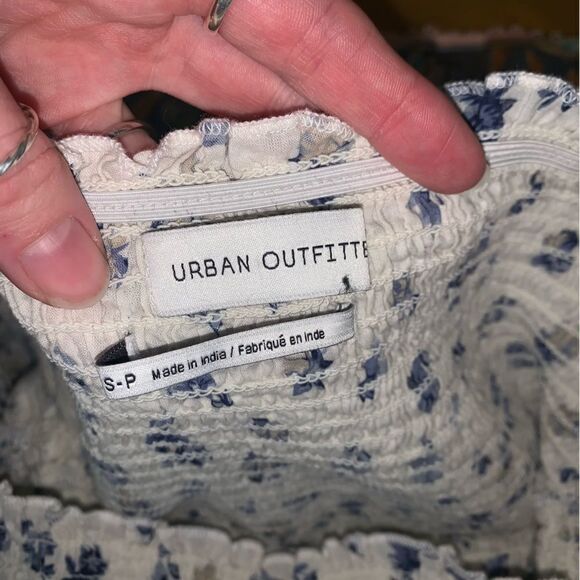 URBAN OUTFITTE
S-P Made in India / Fabriqué en Inde